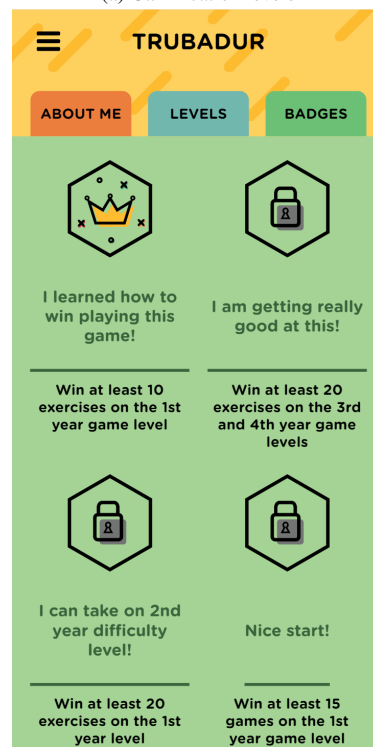 TRUBADUR
ABOUT ME
LEVELS
BADGES
I learned how to
win playing this
game!
Win at least 10
exercises on the 1st
year game level
I am getting really
good at this!
Win at least 20
exercises on the 3rd
and 4th year game
levels
I can take on 2nd
year difficulty
level!
Win at least 20
exercises on the 1st
year level
Nice start!
Win at least 15
games on the 1st
year game level